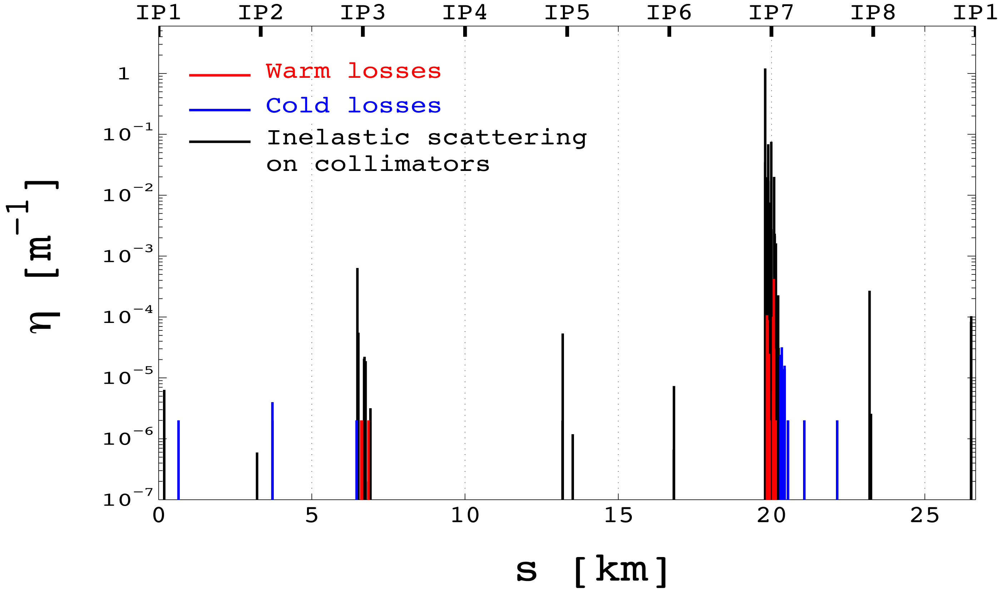 IP1 IP2 IP3 IP4 IP5 IP6 IP7 IP8 IP1
Warm losses
Cold losses
Inelastic scattering
on collimators
η [m⁻¹]
1
10⁻¹
10⁻²
10⁻³
10⁻⁴
10⁻⁵
10⁻⁶
10⁻⁷
0 5 10 15 20 25
s [km]